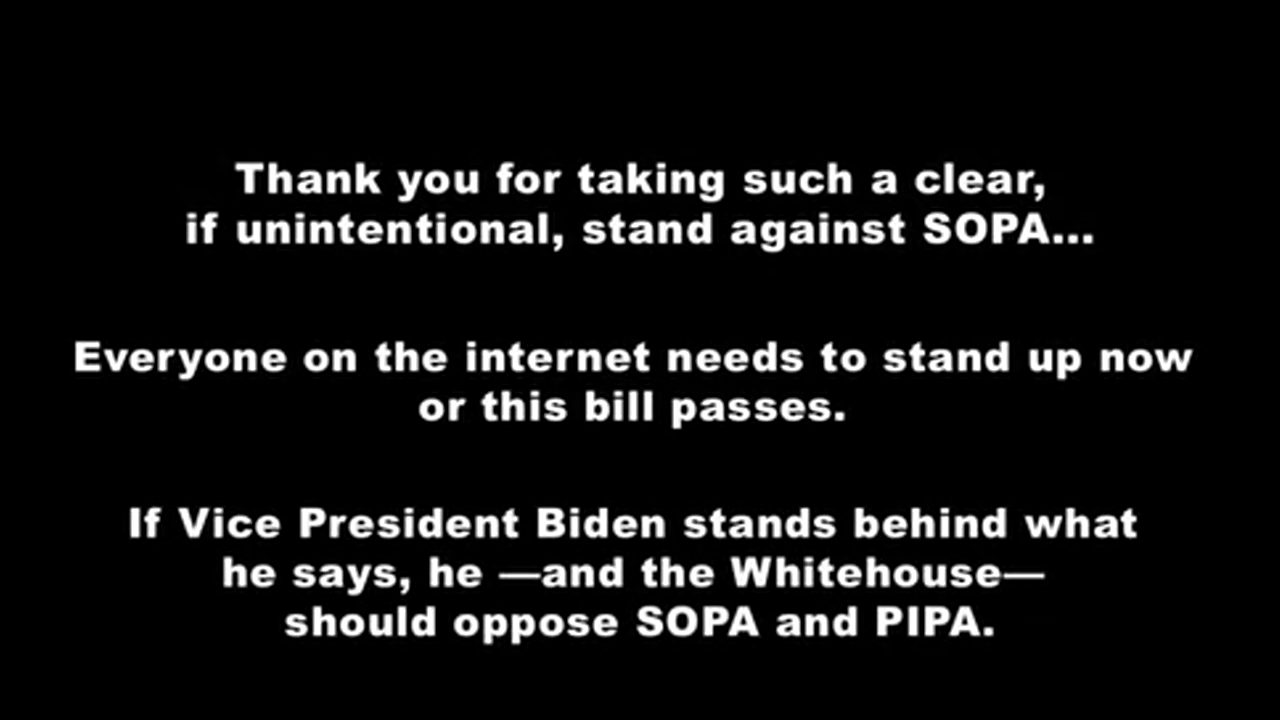 Thank you for taking such a clear,
if unintentional, stand against SOPA...
Everyone on the internet needs to stand up now
or this bill passes.
If Vice President Biden stands behind what
he says, he —and the Whitehouse—
should oppose SOPA and PIPA.